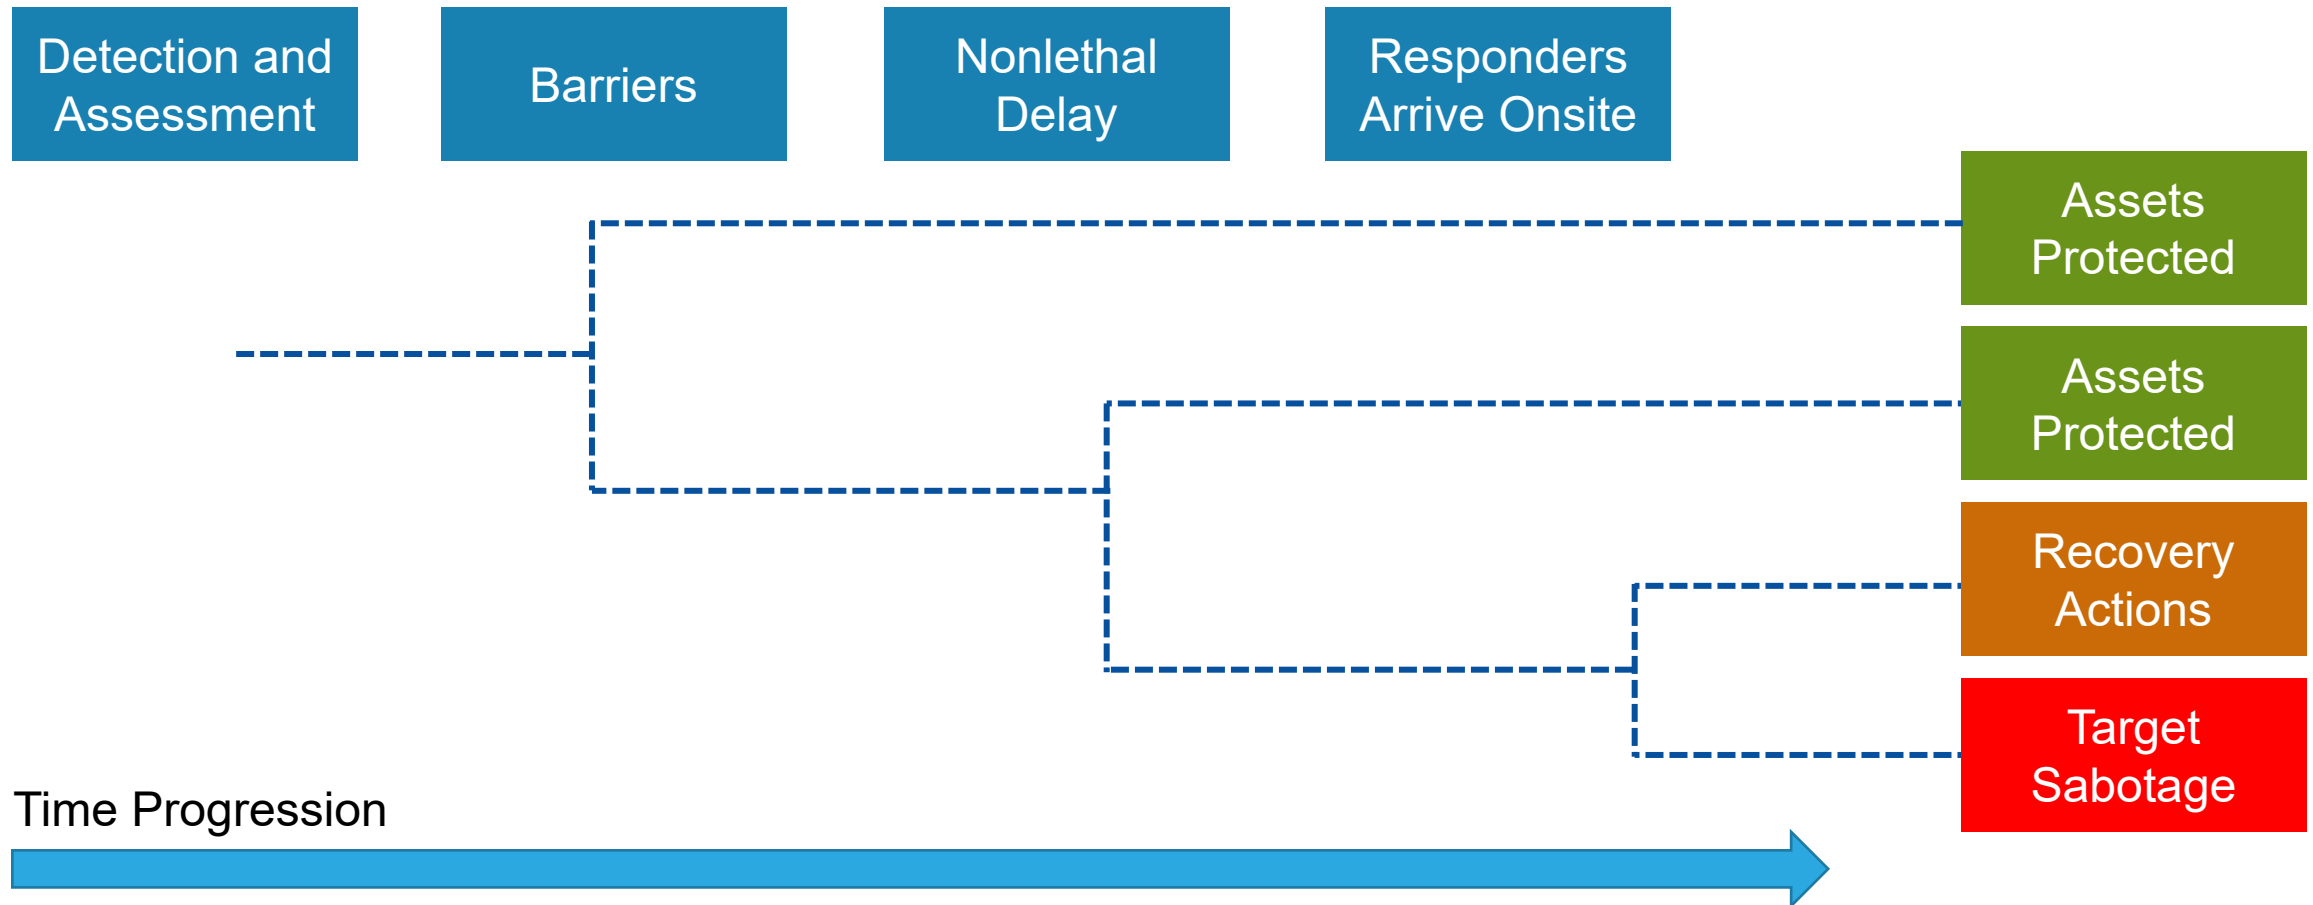 Detection and
Assessment
Barriers
Nonlethal
Delay
Responders
Arrive Onsite
Assets
Protected
Assets
Protected
Recovery
Actions
Target
Sabotage
Time Progression